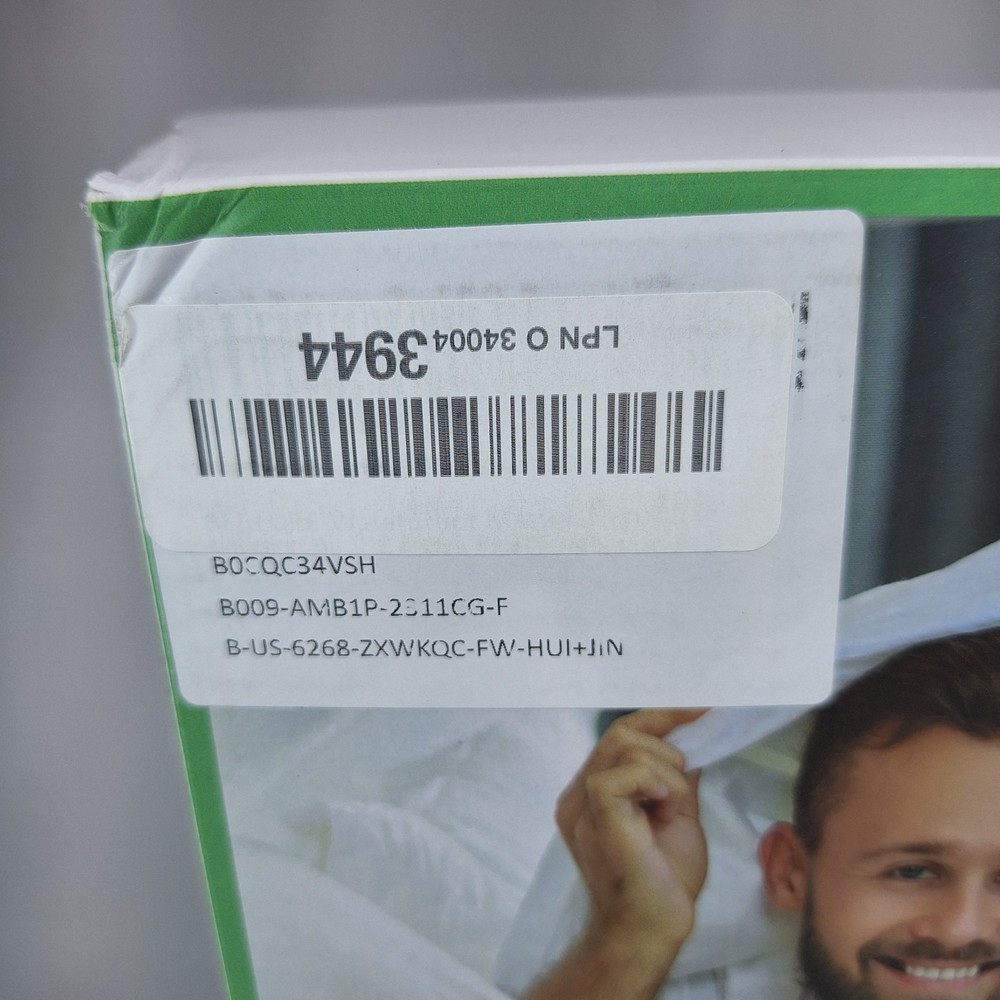 LPN O 340043944
B0CQC34VSH
B009-AMB1P-2311CG-F
B-US-6268-ZXWKQC-FW-HUI+JIN